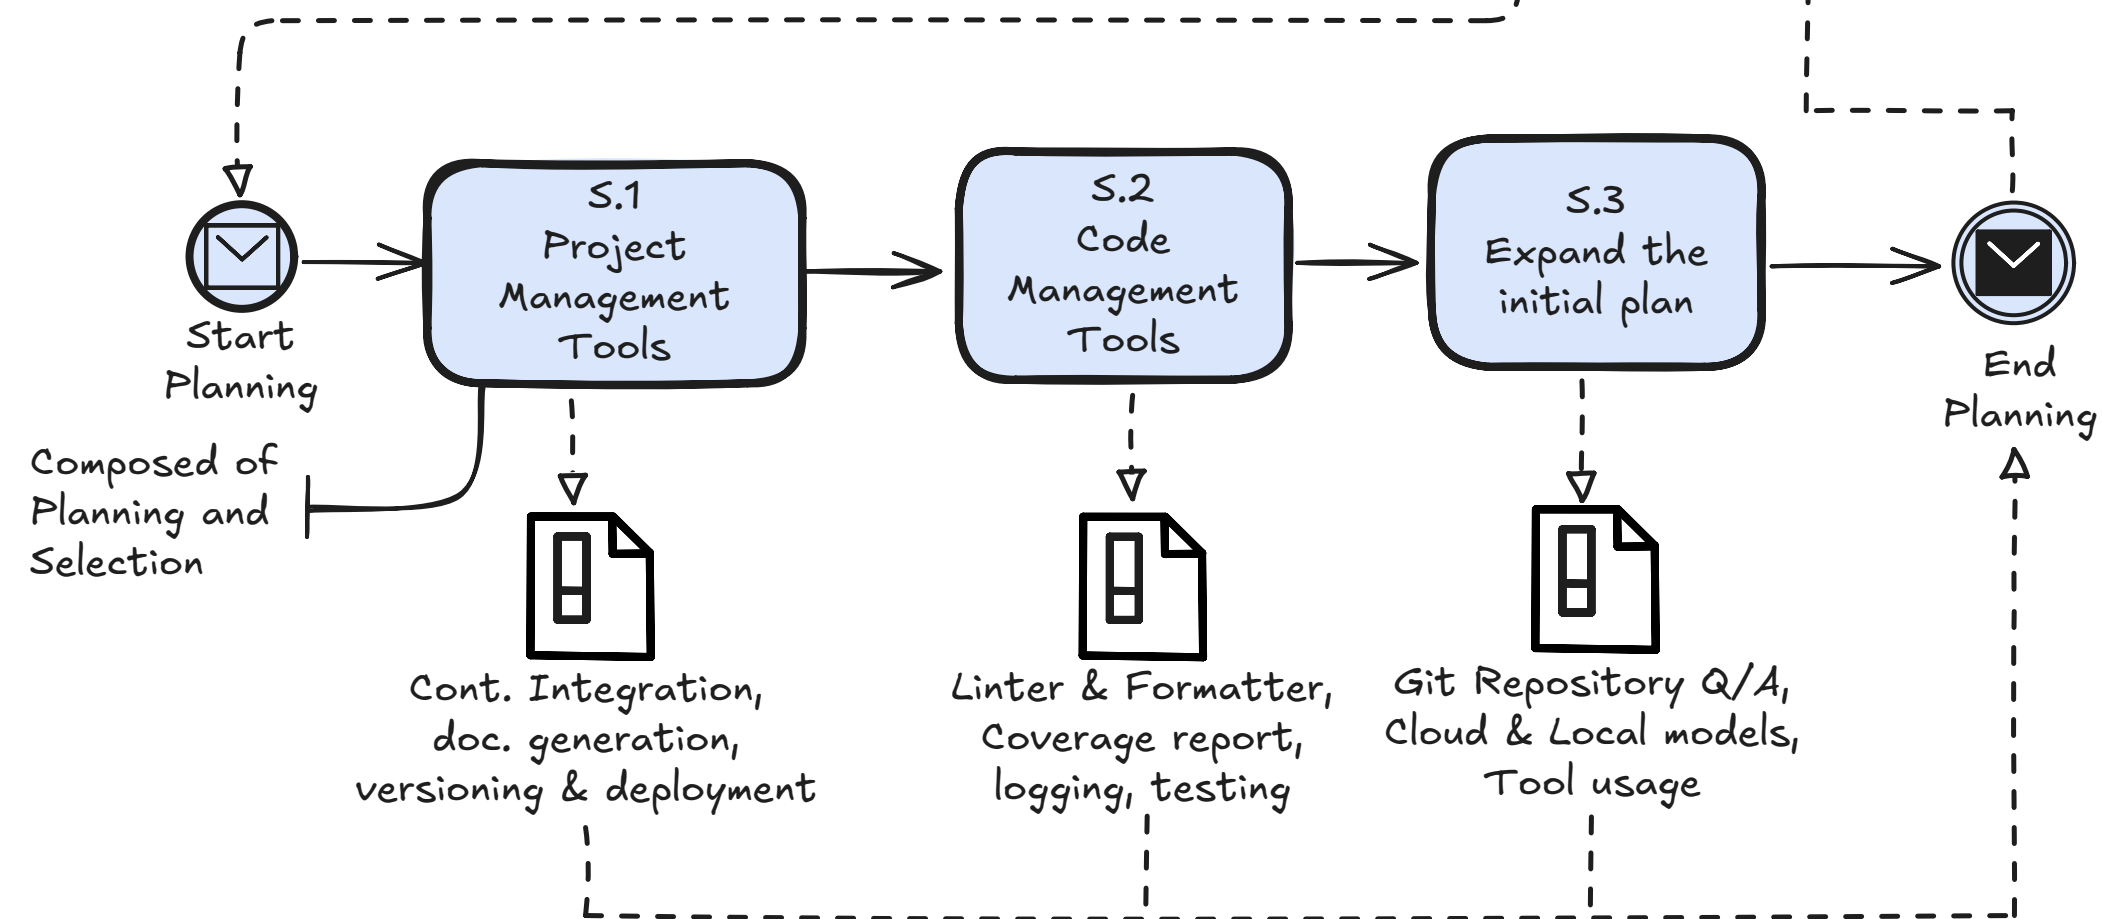 Start
Planning
Composed of
Planning and
Selection
S.1
Project
Management
Tools
S.2
Code
Management
Tools
S.3
Expand the
initial plan
End
Planning
Cont. Integration,
doc. generation,
versioning & deployment
Linter & Formatter,
Coverage report,
logging, testing
Git Repository Q/A,
Cloud & Local models,
Tool usage